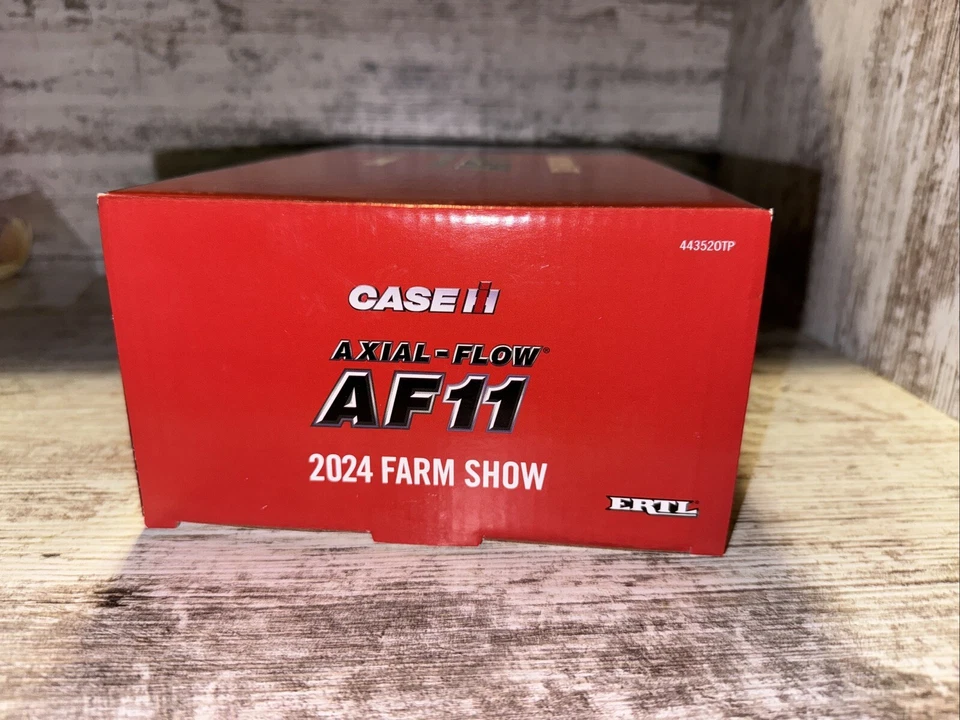 44352OTP
CASE IH
AXIAL-FLOW®
AF11
2024 FARM SHOW
ERTL